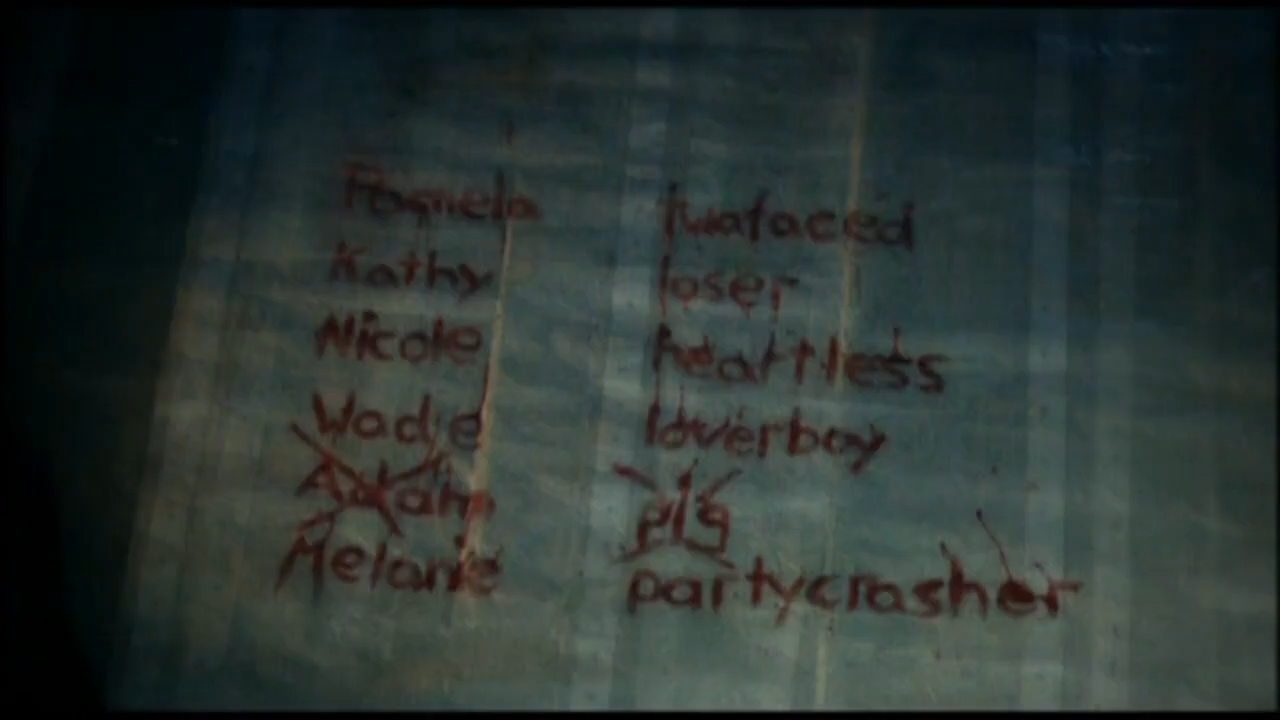 Pamela twofaced
Kathy loser
Nicole heartless
Wade loverboy
Adam pig
Melanie partycrasher